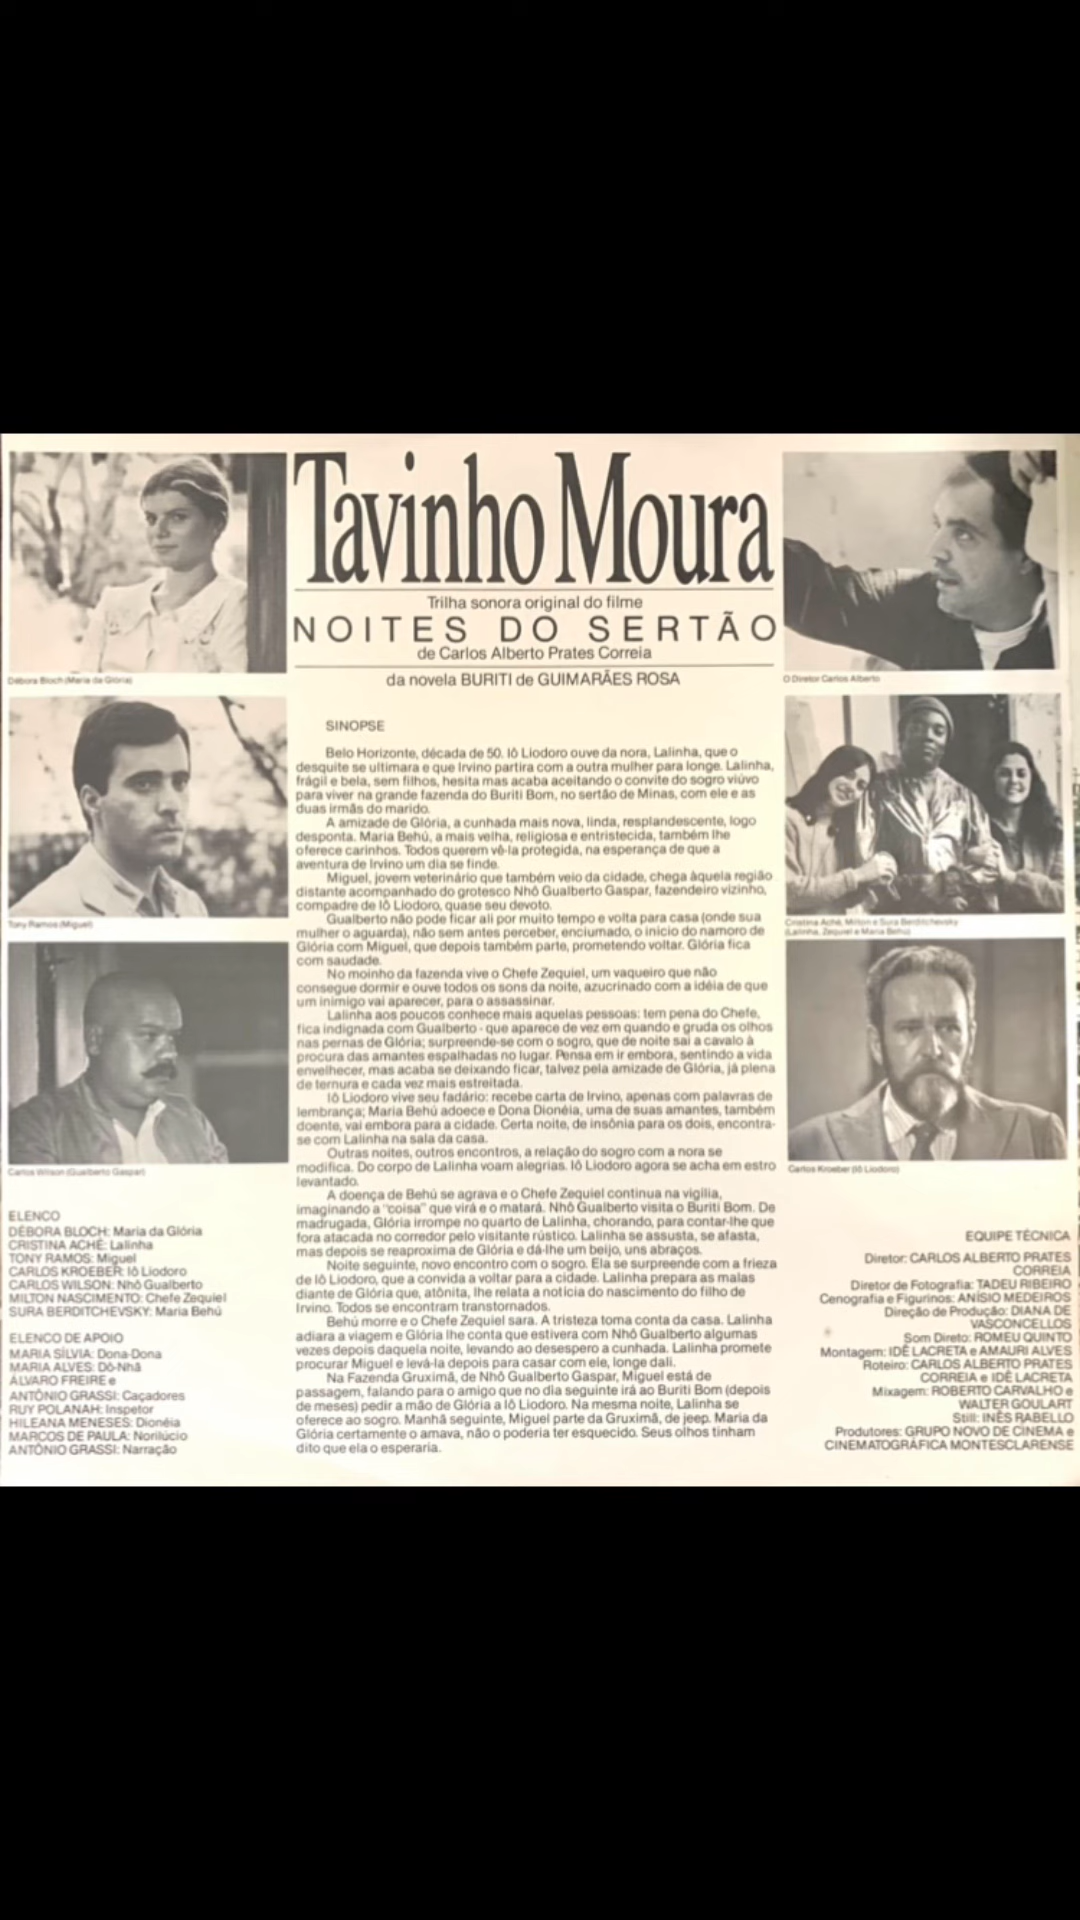 Tavinho Moura
Trilha sonora original do filme
NOITES DO SERTÃO
de Carlos Alberto Prates Correia
da novela BURITI de GUIMARÃES ROSA
Débora Bloch (Maria da Glória)
Tony Ramos (Miguel)
Carlos Wilson (Gualberto Gaspar)
O Diretor Carlos Alberto
Cristina Aché, Milton e Sura Berditchevsky
(Lalinha, Zequiel e Maria Behú)
Carlos Kroeber (Iô Liodoro)
SINOPSE
Belo Horizonte, década de 50. Iô Liodoro ouve da nora, Lalinha, que o
desquite se ultimara e que Irvino partira com a outra mulher para longe. Lalinha,
frágil e bela, sem filhos, hesita mas acaba aceitando o convite do sogro viúvo
para viver na grande fazenda do Buriti Bom, no sertão de Minas, com ele e as
duas irmãs do marido.
A amizade de Glória, a cunhada mais nova, linda, resplandescente, logo
desponta. Maria Behú, a mais velha, religiosa e entristecida, também lhe
oferece carinhos. Todos querem vê-la protegida, na esperança de que a
aventura de Irvino um dia se finde.
Miguel, jovem veterinário que também veio da cidade, chega àquela região
distante acompanhado do grotesco Nhô Gualberto Gaspar, fazendeiro vizinho,
compadre de Iô Liodoro, quase seu devoto.
Gualberto não pode ficar ali por muito tempo e volta para casa (onde sua
mulher o aguarda), não sem antes perceber, enciumado, o início do namoro de
Glória com Miguel, que depois também parte, prometendo voltar. Glória fica
com saudade.
No moinho da fazenda vive o Chefe Zequiel, um vaqueiro que não
consegue dormir e ouve todos os sons da noite, azucrinado com a idéia de que
um inimigo vai aparecer, para o assassinar.
Lalinha aos poucos conhece mais aquelas pessoas: tem pena do Chefe,
fica indignada com Gualberto - que aparece de vez em quando e gruda os olhos
nas pernas de Glória; surpreende-se com o sogro, que de noite sai a cavalo à
procura das amantes espalhadas no lugar. Pensa em ir embora, sentindo a vida
envelhecer, mas acaba se deixando ficar, talvez pela amizade de Glória, já plena
de ternura e cada vez mais estreitada.
Iô Liodoro vive seu fadário: recebe carta de Irvino, apenas com palavras de
lembrança; Maria Behú adoece e Dona Dionéia, uma de suas amantes, também
doente, vai embora para a cidade. Certa noite, de insônia para os dois, encontra-
se com Lalinha na sala da casa.
Outras noites, outros encontros, a relação do sogro com a nora se
modifica. Do corpo de Lalinha voam alegrias. Iô Liodoro agora se acha em estro
levantado.
A doença de Behú se agrava e o Chefe Zequiel continua na vigília,
imaginando a "coisa" que virá e o matará. Nhô Gualberto visita o Buriti Bom. De
madrugada, Glória irrompe no quarto de Lalinha, chorando, para contar-lhe que
fora atacada no corredor pelo visitante rústico. Lalinha se assusta, se afasta,
mas depois se reaproxima de Glória e dá-lhe um beijo, uns abraços.
Noite seguinte, novo encontro com o sogro. Ela se surpreende com a frieza
de Iô Liodoro, que a convida a voltar para a cidade. Lalinha prepara as malas
diante de Glória que, atônita, lhe relata a notícia do nascimento do filho de
Irvino. Todos se encontram transtornados.
Behú morre e o Chefe Zequiel sara. A tristeza toma conta da casa. Lalinha
adiara a viagem e Glória lhe conta que estivera com Nhô Gualberto algumas
vezes depois daquela noite, levando ao desespero a cunhada. Lalinha promete
procurar Miguel e levá-la depois para casar com ele, longe dali.
Na Fazenda Gruximã, de Nhô Gualberto Gaspar, Miguel está de
passagem, falando para o amigo que no dia seguinte irá ao Buriti Bom (depois
de meses) pedir a mão de Glória a Iô Liodoro. Na mesma noite, Lalinha se
oferece ao sogro. Manhã seguinte, Miguel parte da Gruximã, de jeep. Maria da
Glória certamente o amava, não o poderia ter esquecido. Seus olhos tinham
dito que ela o esperaria.
ELENCO
DÉBORA BLOCH: Maria da Glória
CRISTINA ACHÉ: Lalinha
TONY RAMOS: Miguel
CARLOS KROEBER: Iô Liodoro
CARLOS WILSON: Nhô Gualberto
MILTON NASCIMENTO: Chefe Zequiel
SURA BERDITCHEVSKY: Maria Behú
ELENCO DE APOIO
MARIA SÍLVIA: Dona-Dona
MARIA ALVES: Dô-Nhã
ÁLVARO FREIRE e
ANTÔNIO GRASSI: Caçadores
RUY POLANAH: Inspetor
HILEANA MENESES: Dionéia
MARCOS DE PAULA: Norilúcio
ANTÔNIO GRASSI: Narração
EQUIPE TÉCNICA
Diretor: CARLOS ALBERTO PRATES
CORREIA
Diretor de Fotografia: TADEU RIBEIRO
Cenografia e Figurinos: ANÍSIO MEDEIROS
Direção de Produção: DIANA DE
VASCONCELLOS
Som Direto: ROMEU QUINTO
Montagem: IDÊ LACRETA e AMAURI ALVES
Roteiro: CARLOS ALBERTO PRATES
CORREIA e IDÊ LACRETA
Mixagem: ROBERTO CARVALHO e
WALTER GOULART
Still: INÊS RABELLO
Produtores: GRUPO NOVO DE CINEMA e
CINEMATOGRÁFICA MONTESCLARENSE